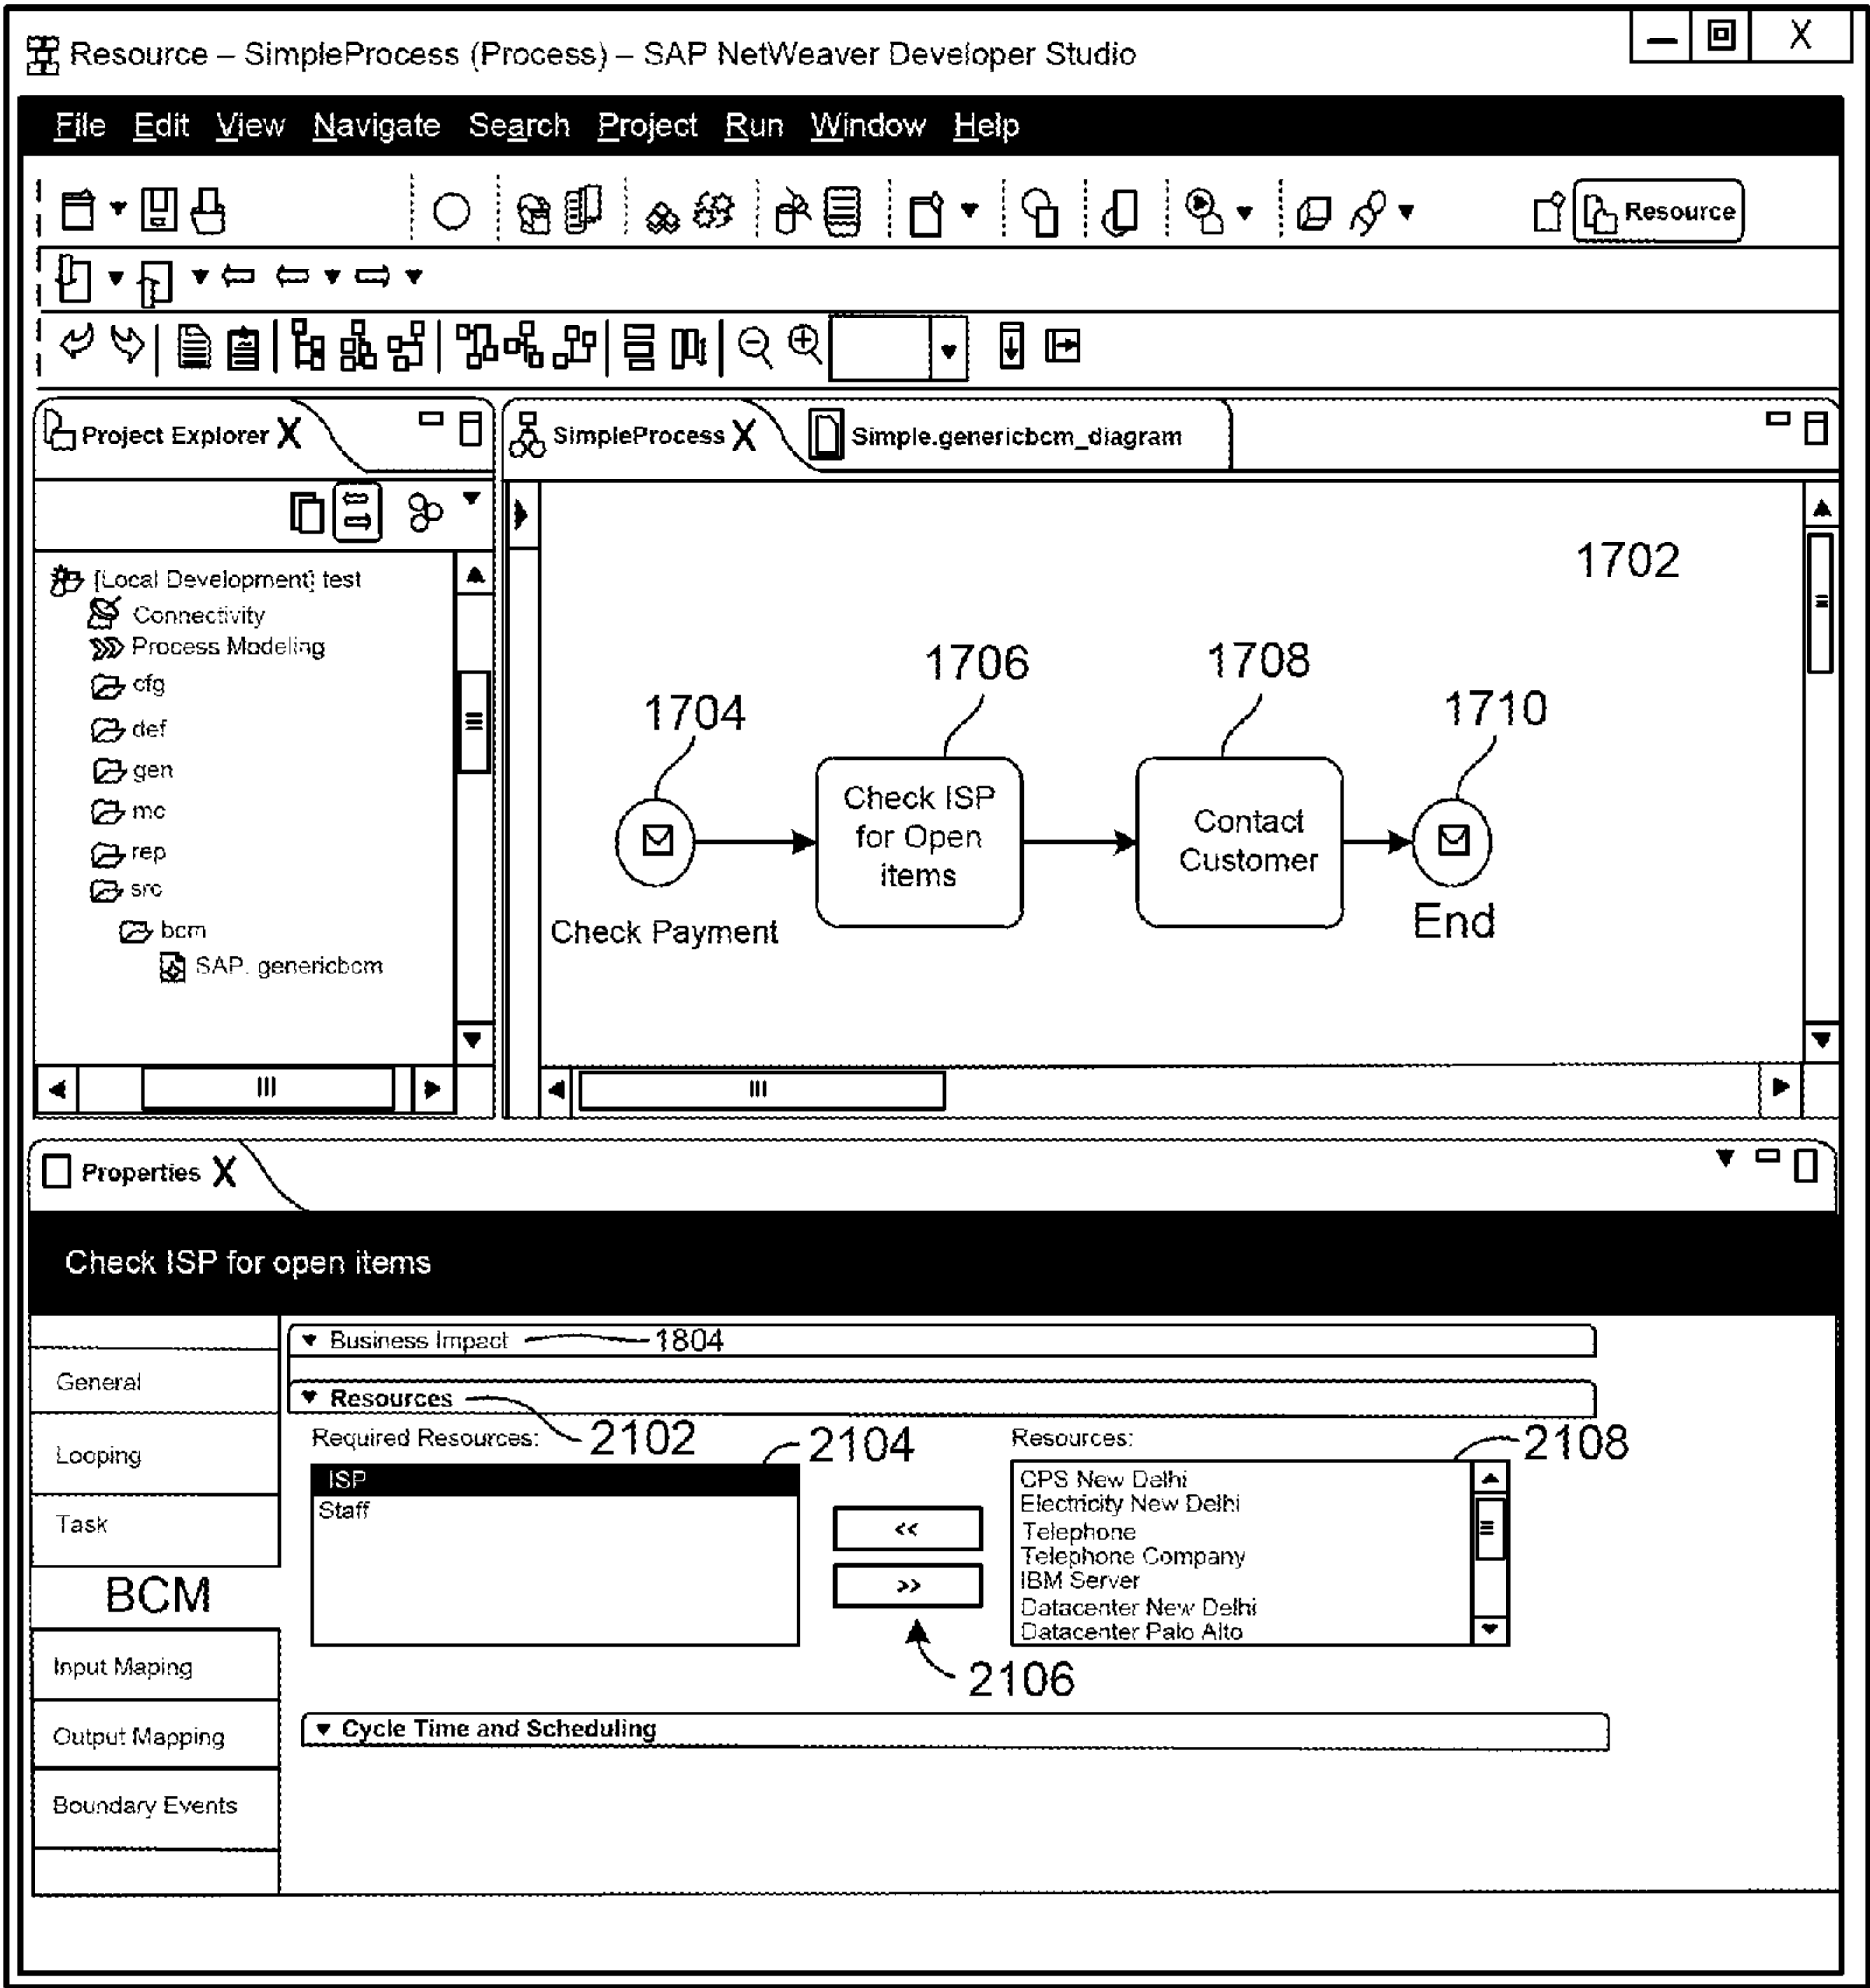 Resource – SimpleProcess (Process) – SAP NetWeaver Developer Studio
X
File Edit View Navigate Search Project Run Window Help
Resource
Project Explorer X
SimpleProcess X
Simple.genericbcm_diagram
[Local Development] test
Connectivity
Process Modeling
cfg
def
gen
mc
rep
src
bcm
SAP. genericbcm
1702
1704
1706
1708
1710
Check ISP
for Open
items
Contact
Customer
Check Payment
End
Properties X
Check ISP for open items
General
Looping
Task
BCM
Input Maping
Output Mapping
Boundary Events
Business Impact 1804
Resources
2102
Required Resources:
2104
ISP
Staff
<<
>>
2106
Resources:
2108
CPS New Delhi
Electricity New Delhi
Telephone
Telephone Company
IBM Server
Datacenter New Delhi
Datacenter Palo Alto
Cycle Time and Scheduling